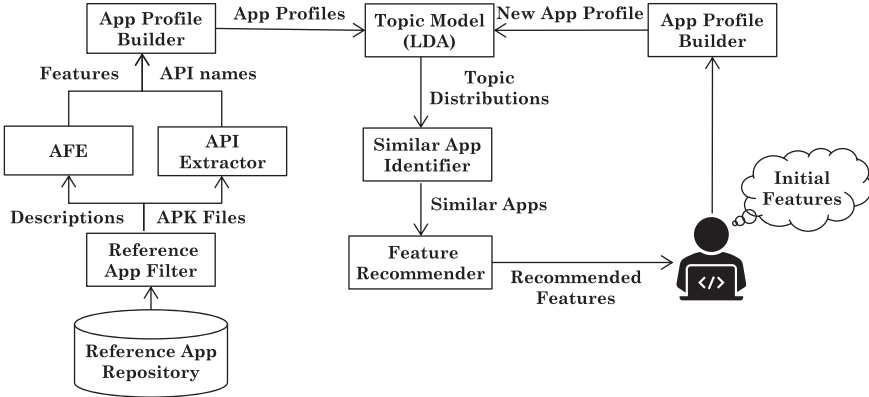 App Profile
Builder
App Profiles
Topic Model
(LDA)
New App Profile
App Profile
Builder
Features
API names
Topic
Distributions
AFE
API
Extractor
Similar App
Identifier
Initial
Features
Descriptions
APK Files
Similar Apps
Reference
App Filter
Feature
Recommender
Recommended
Features
</>
Reference App
Repository